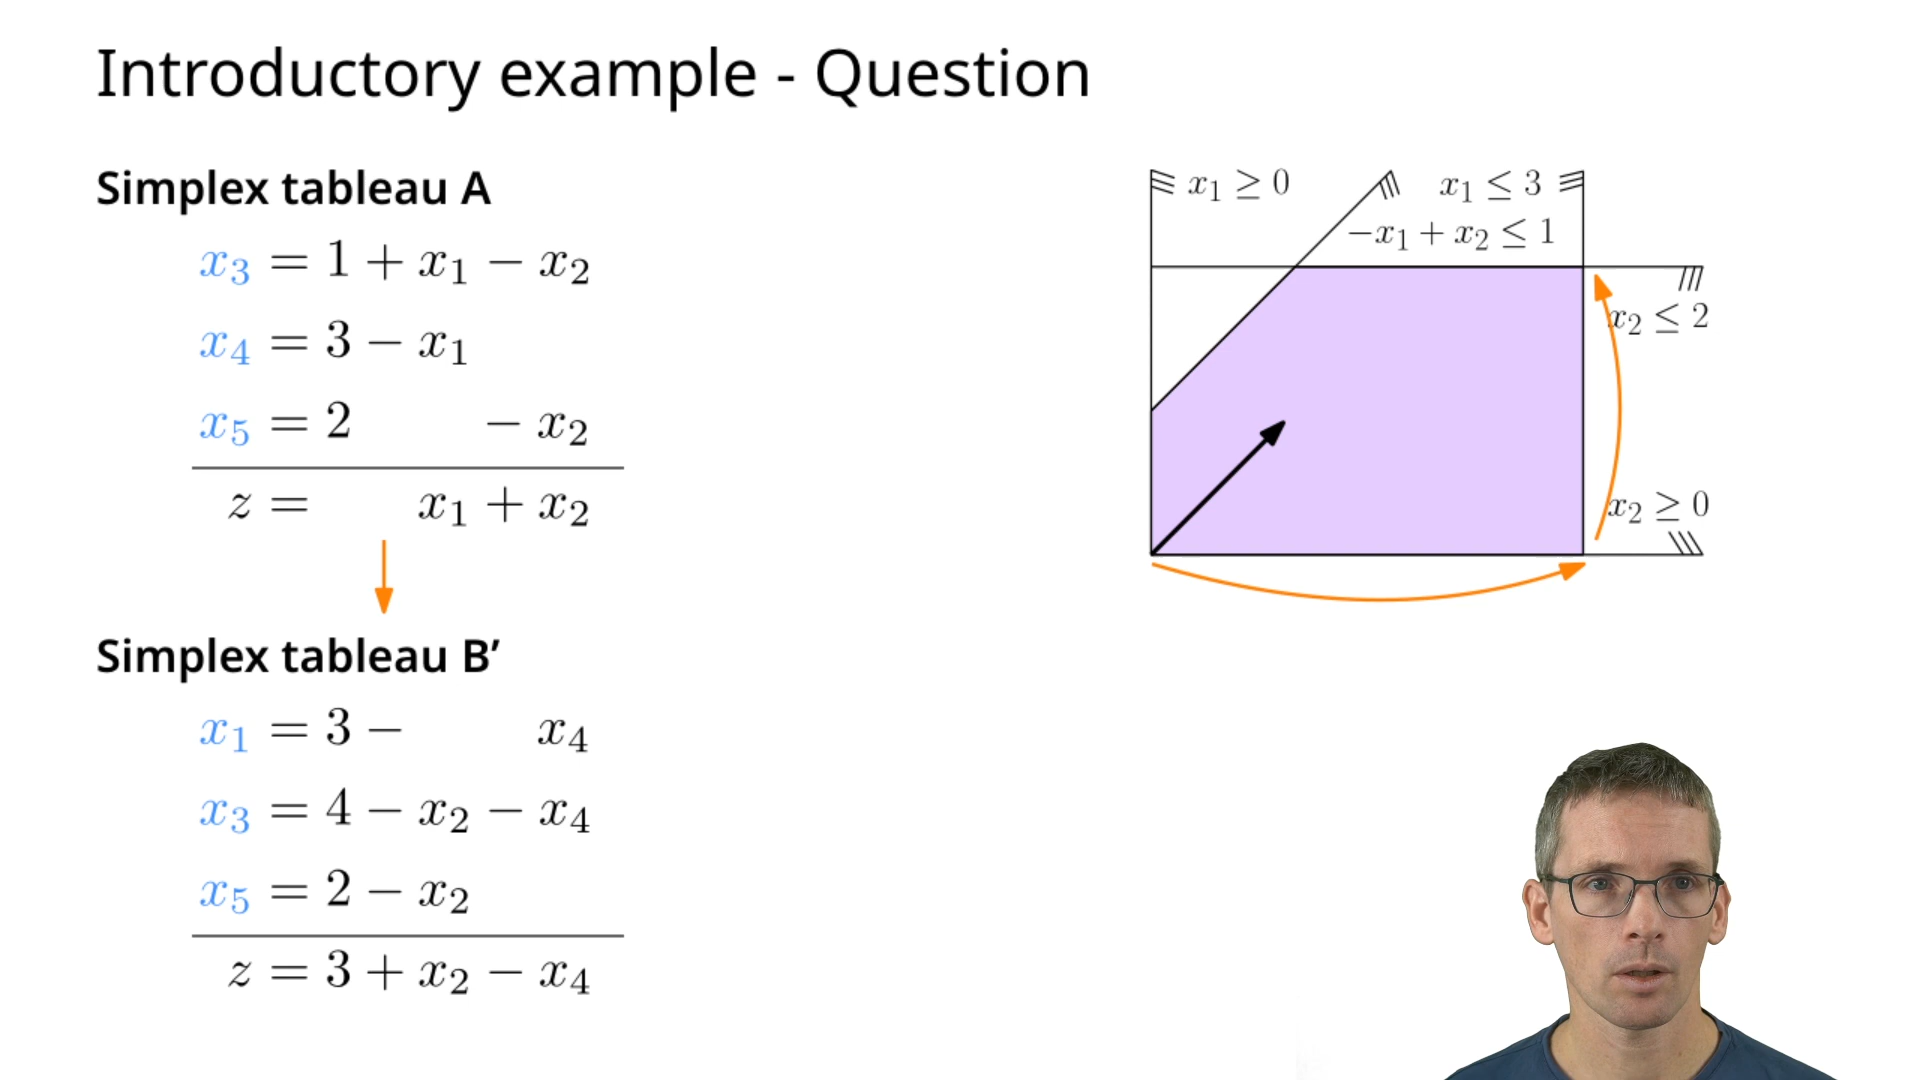 Introductory example - Question
Simplex tableau A
x₃ = 1 + x₁ − x₂
x₄ = 3 − x₁
x₅ = 2 − x₂
z = x₁ + x₂
Simplex tableau B’
x₁ = 3 − x₄
x₃ = 4 − x₂ − x₄
x₅ = 2 − x₂
z = 3 + x₂ − x₄
x₁ ≥ 0
x₁ ≤ 3
−x₁ + x₂ ≤ 1
x₂ ≤ 2
x₂ ≥ 0